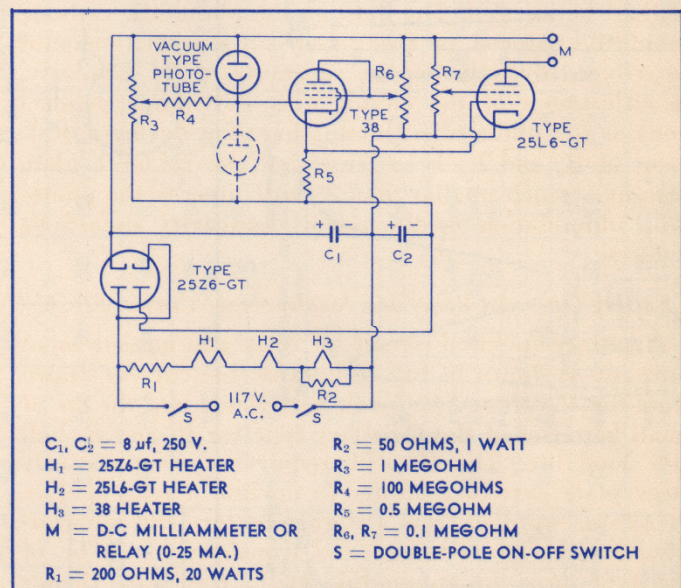 VACUUM
TYPE
PHOTO-
TUBE
M
R6
R7
R3
R4
TYPE
38
TYPE
25L6-GT
R5
+ -
C1
+ -
C2
TYPE
25Z6-GT
H1
H2
H3
R1
R2
117 V.
A.C.
S
S
C1, C2 = 8 µf, 250 V.
H1 = 25Z6-GT HEATER
H2 = 25L6-GT HEATER
H3 = 38 HEATER
M = D-C MILLIAMMETER OR
RELAY (0-25 MA.)
R1 = 200 OHMS, 20 WATTS
R2 = 50 OHMS, 1 WATT
R3 = 1 MEGOHM
R4 = 100 MEGOHMS
R5 = 0.5 MEGOHM
R6, R7 = 0.1 MEGOHM
S = DOUBLE-POLE ON-OFF SWITCH